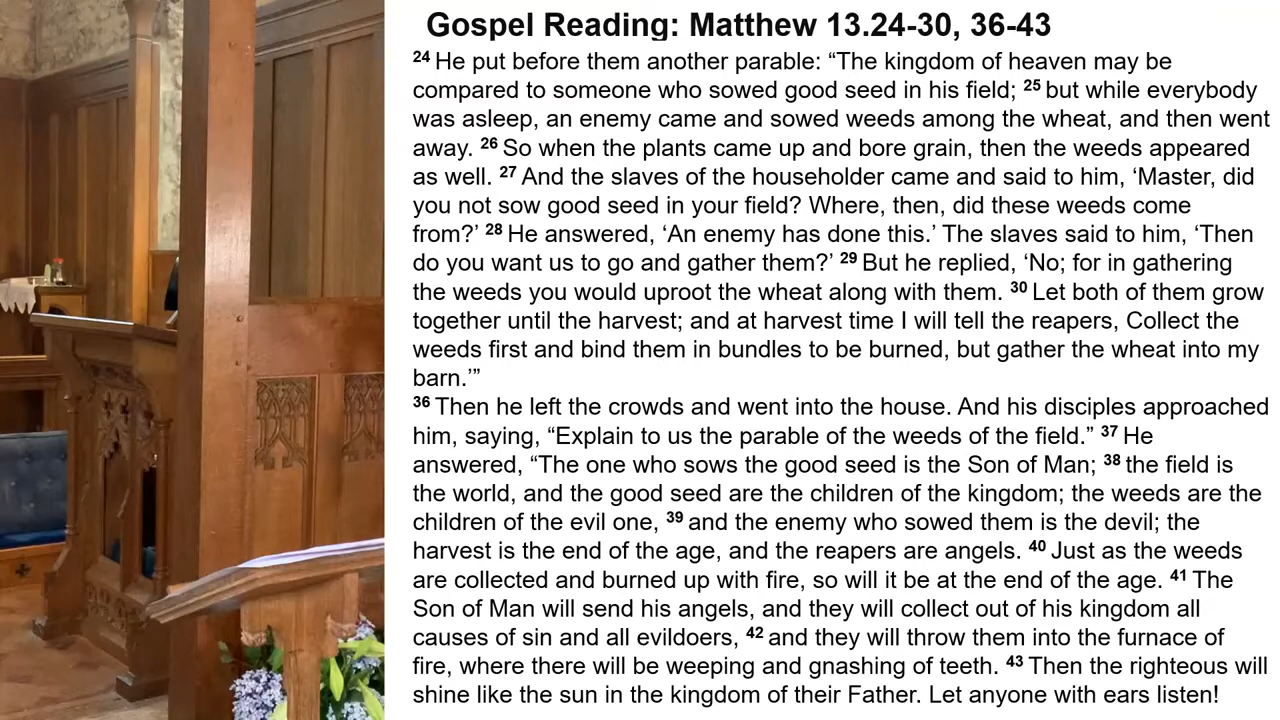 Gospel Reading: Matthew 13.24-30, 36-43
24 He put before them another parable: “The kingdom of heaven may be
compared to someone who sowed good seed in his field; 25 but while everybody
was asleep, an enemy came and sowed weeds among the wheat, and then went
away. 26 So when the plants came up and bore grain, then the weeds appeared
as well. 27 And the slaves of the householder came and said to him, ‘Master, did
you not sow good seed in your field? Where, then, did these weeds come
from?’ 28 He answered, ‘An enemy has done this.’ The slaves said to him, ‘Then
do you want us to go and gather them?’ 29 But he replied, ‘No; for in gathering
the weeds you would uproot the wheat along with them. 30 Let both of them grow
together until the harvest; and at harvest time I will tell the reapers, Collect the
weeds first and bind them in bundles to be burned, but gather the wheat into my
barn.’”
36 Then he left the crowds and went into the house. And his disciples approached
him, saying, “Explain to us the parable of the weeds of the field.” 37 He
answered, “The one who sows the good seed is the Son of Man; 38 the field is
the world, and the good seed are the children of the kingdom; the weeds are the
children of the evil one, 39 and the enemy who sowed them is the devil; the
harvest is the end of the age, and the reapers are angels. 40 Just as the weeds
are collected and burned up with fire, so will it be at the end of the age. 41 The
Son of Man will send his angels, and they will collect out of his kingdom all
causes of sin and all evildoers, 42 and they will throw them into the furnace of
fire, where there will be weeping and gnashing of teeth. 43 Then the righteous will
shine like the sun in the kingdom of their Father. Let anyone with ears listen!